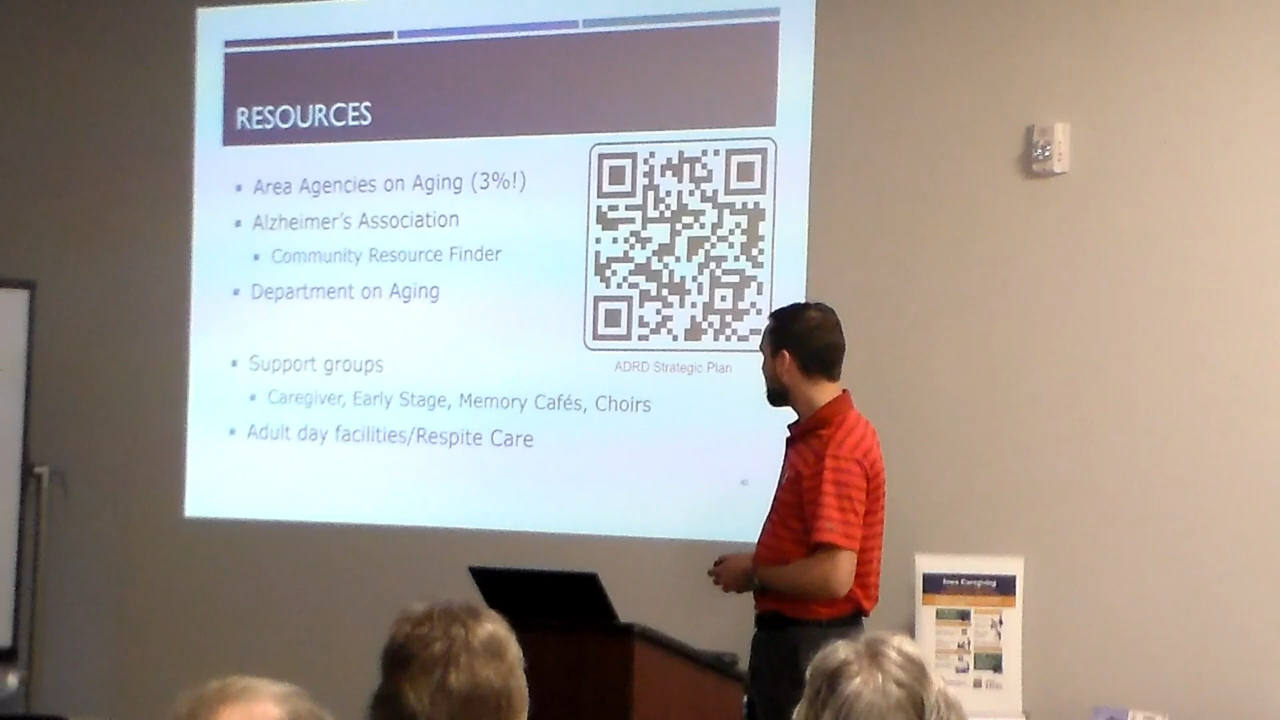 RESOURCES
Area Agencies on Aging (3%!)
Alzheimer's Association
Community Resource Finder
Department on Aging
Support groups
Caregiver, Early Stage, Memory Cafés, Choirs
Adult day facilities/Respite Care
ADRD Strategic Plan
Iowa Caregiving